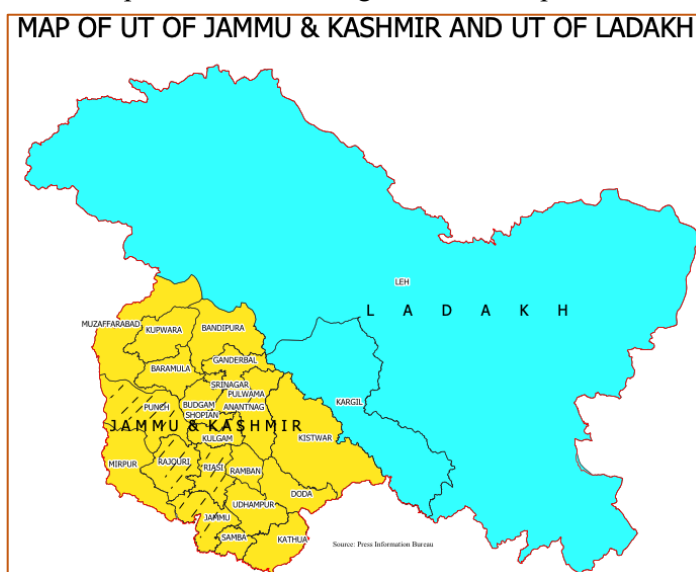 MAP OF UT OF JAMMU & KASHMIR AND UT OF LADAKH
LEH
L A D A K H
MUZAFFARABAD
KUPWARA
BANDIPURA
GANDERBAL
BARAMULA
SRINAGAR
PULWAMA
KARGIL
PUNCH
BUDGAM
ANANTNAG
SHOPIAN
JAMMU & KASHMIR
KULGAM
KISTWAR
MIRPUR
RAJOURI
RIASI
RAMBAN
DODA
UDHAMPUR
JAMMU
SAMBA
KATHUA
Source: Press Information Bureau